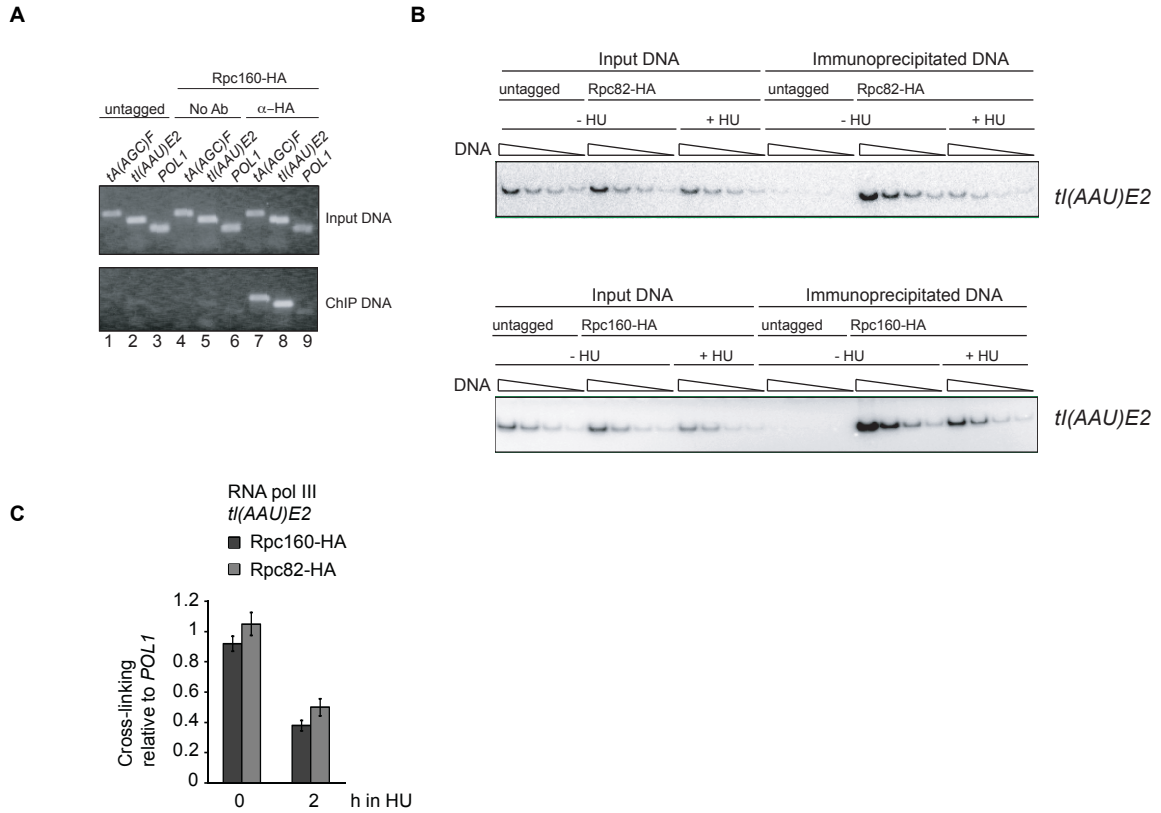 A
Rpc160-HA
untagged No Ab α–HA
tA(AGC)F tI(AAU)E2 POL1 tA(AGC)F tI(AAU)E2 POL1 tA(AGC)F tI(AAU)E2 POL1
Input DNA
ChIP DNA
1 2 3 4 5 6 7 8 9
B
Input DNA Immunoprecipitated DNA
untagged Rpc82-HA untagged Rpc82-HA
- HU + HU - HU + HU
DNA
tI(AAU)E2
Input DNA Immunoprecipitated DNA
untagged Rpc160-HA untagged Rpc160-HA
- HU + HU - HU + HU
DNA
tI(AAU)E2
C
RNA pol III
tI(AAU)E2
Rpc160-HA
Rpc82-HA
Cross-linking
relative to POL1
1.2
1
0.8
0.6
0.4
0.2
0
0 2 h in HU